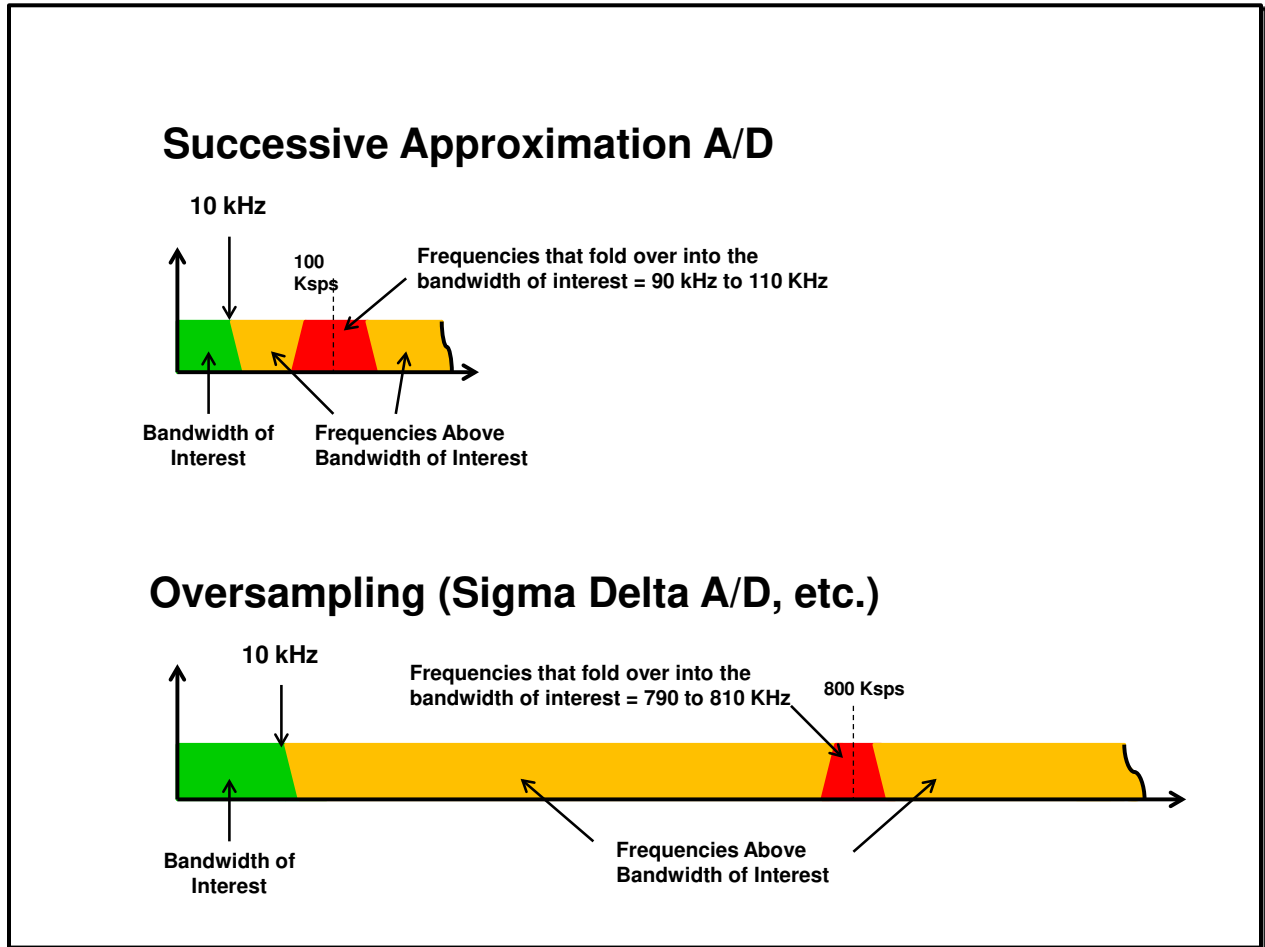 Successive Approximation A/D
10 kHz
100
Ksps
Frequencies that fold over into the
bandwidth of interest = 90 kHz to 110 KHz
Bandwidth of
Interest
Frequencies Above
Bandwidth of Interest
Oversampling (Sigma Delta A/D, etc.)
10 kHz
Frequencies that fold over into the
bandwidth of interest = 790 to 810 KHz
800 Ksps
Bandwidth of
Interest
Frequencies Above
Bandwidth of Interest